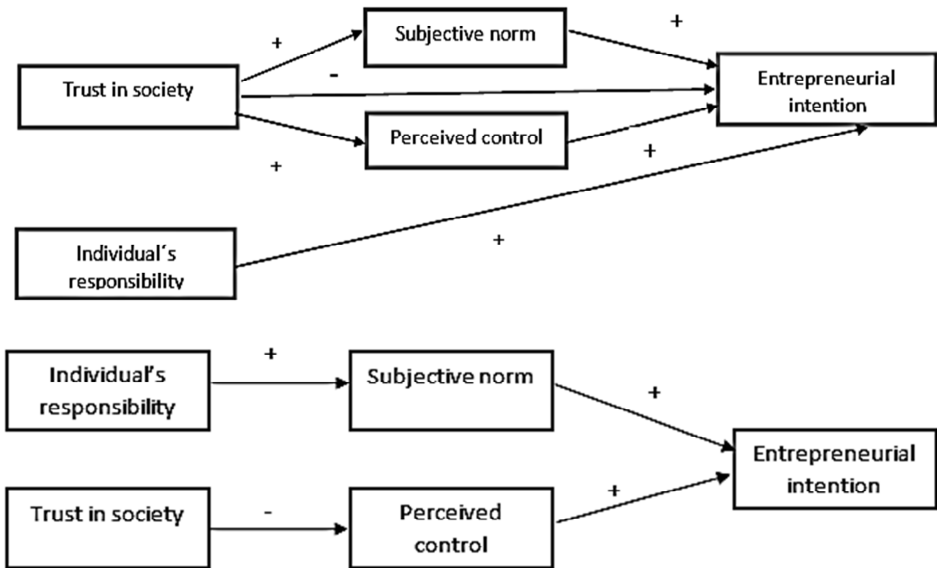 +
Subjective norm
+
Trust in society
-
Entrepreneurial
intention
Perceived control
+
+
Individual´s
responsibility
+
Individual's
responsibility
+
Subjective norm
+
Entrepreneurial
intention
Trust in society
-
Perceived
control
+